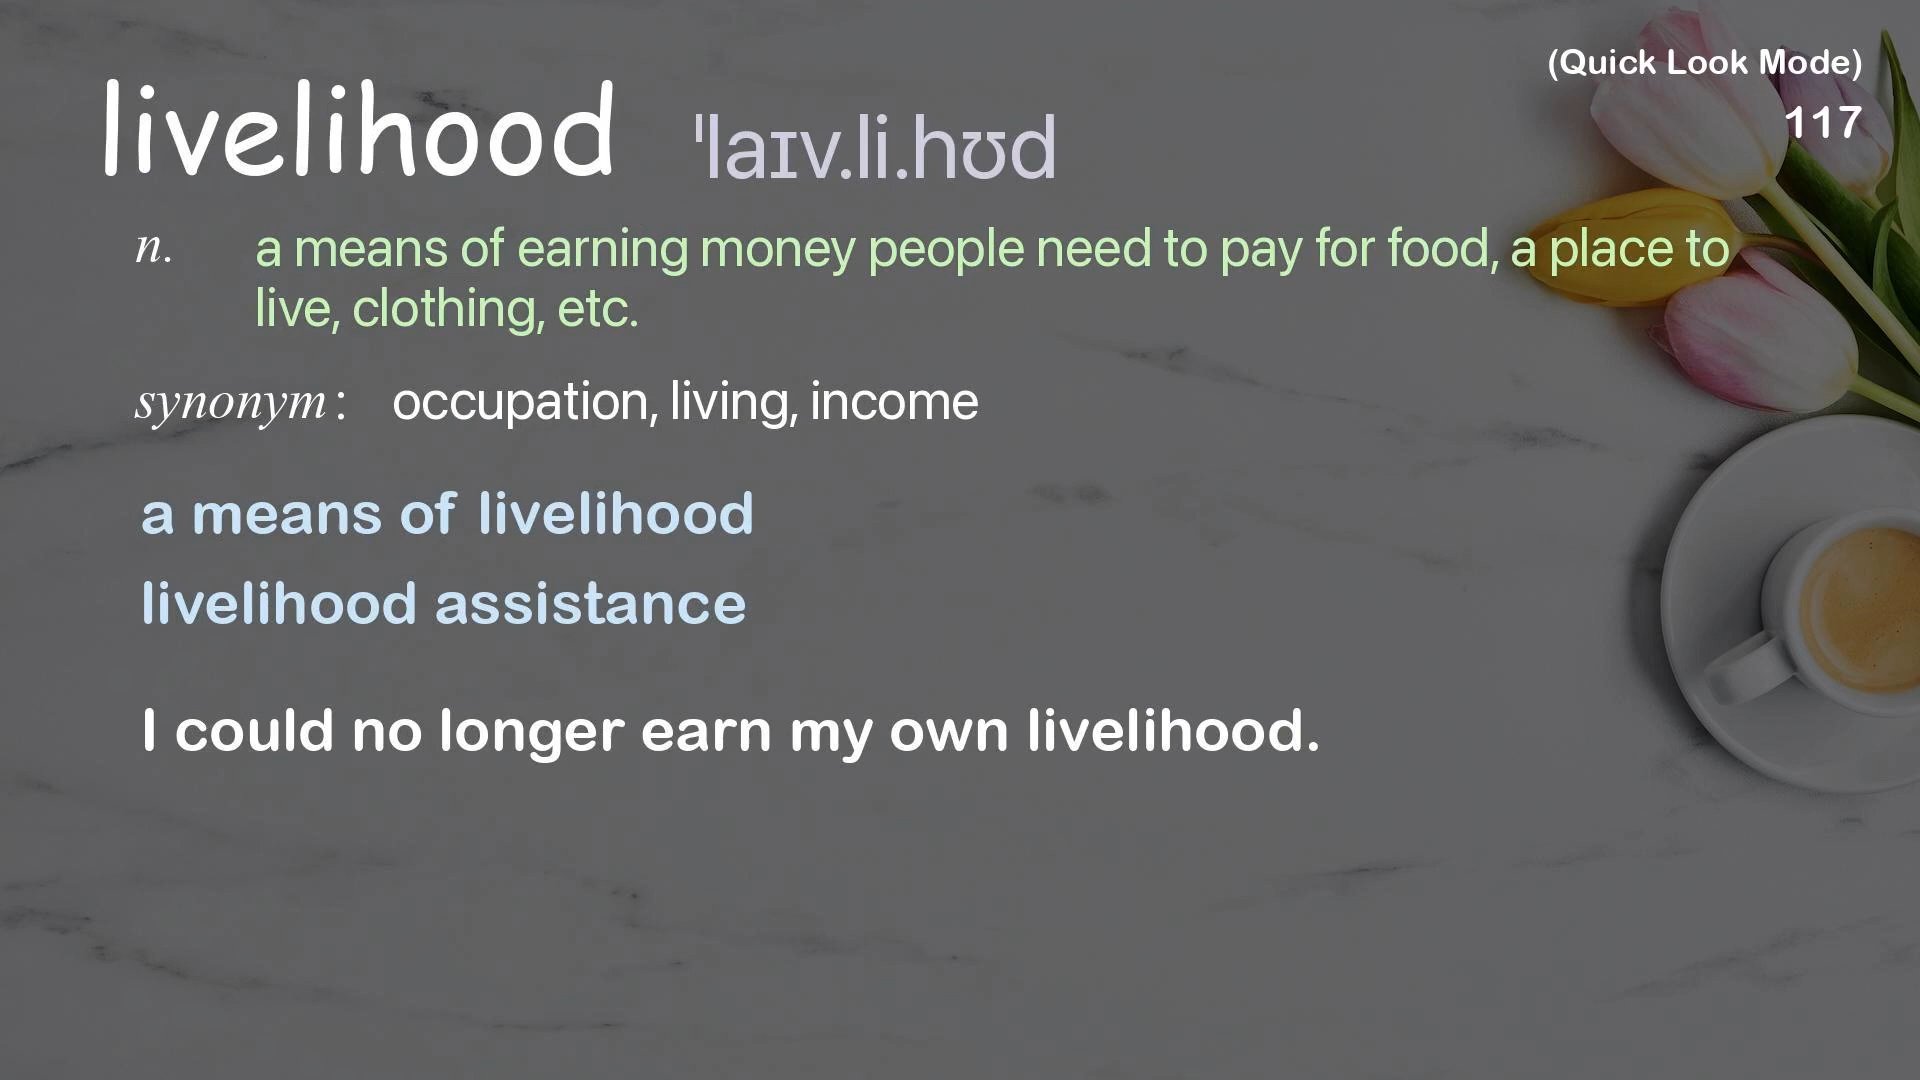 (Quick Look Mode)
117
livelihood ˈlaɪv.li.hʊd
n. a means of earning money people need to pay for food, a place to
live, clothing, etc.
synonym: occupation, living, income
a means of livelihood
livelihood assistance
I could no longer earn my own livelihood.